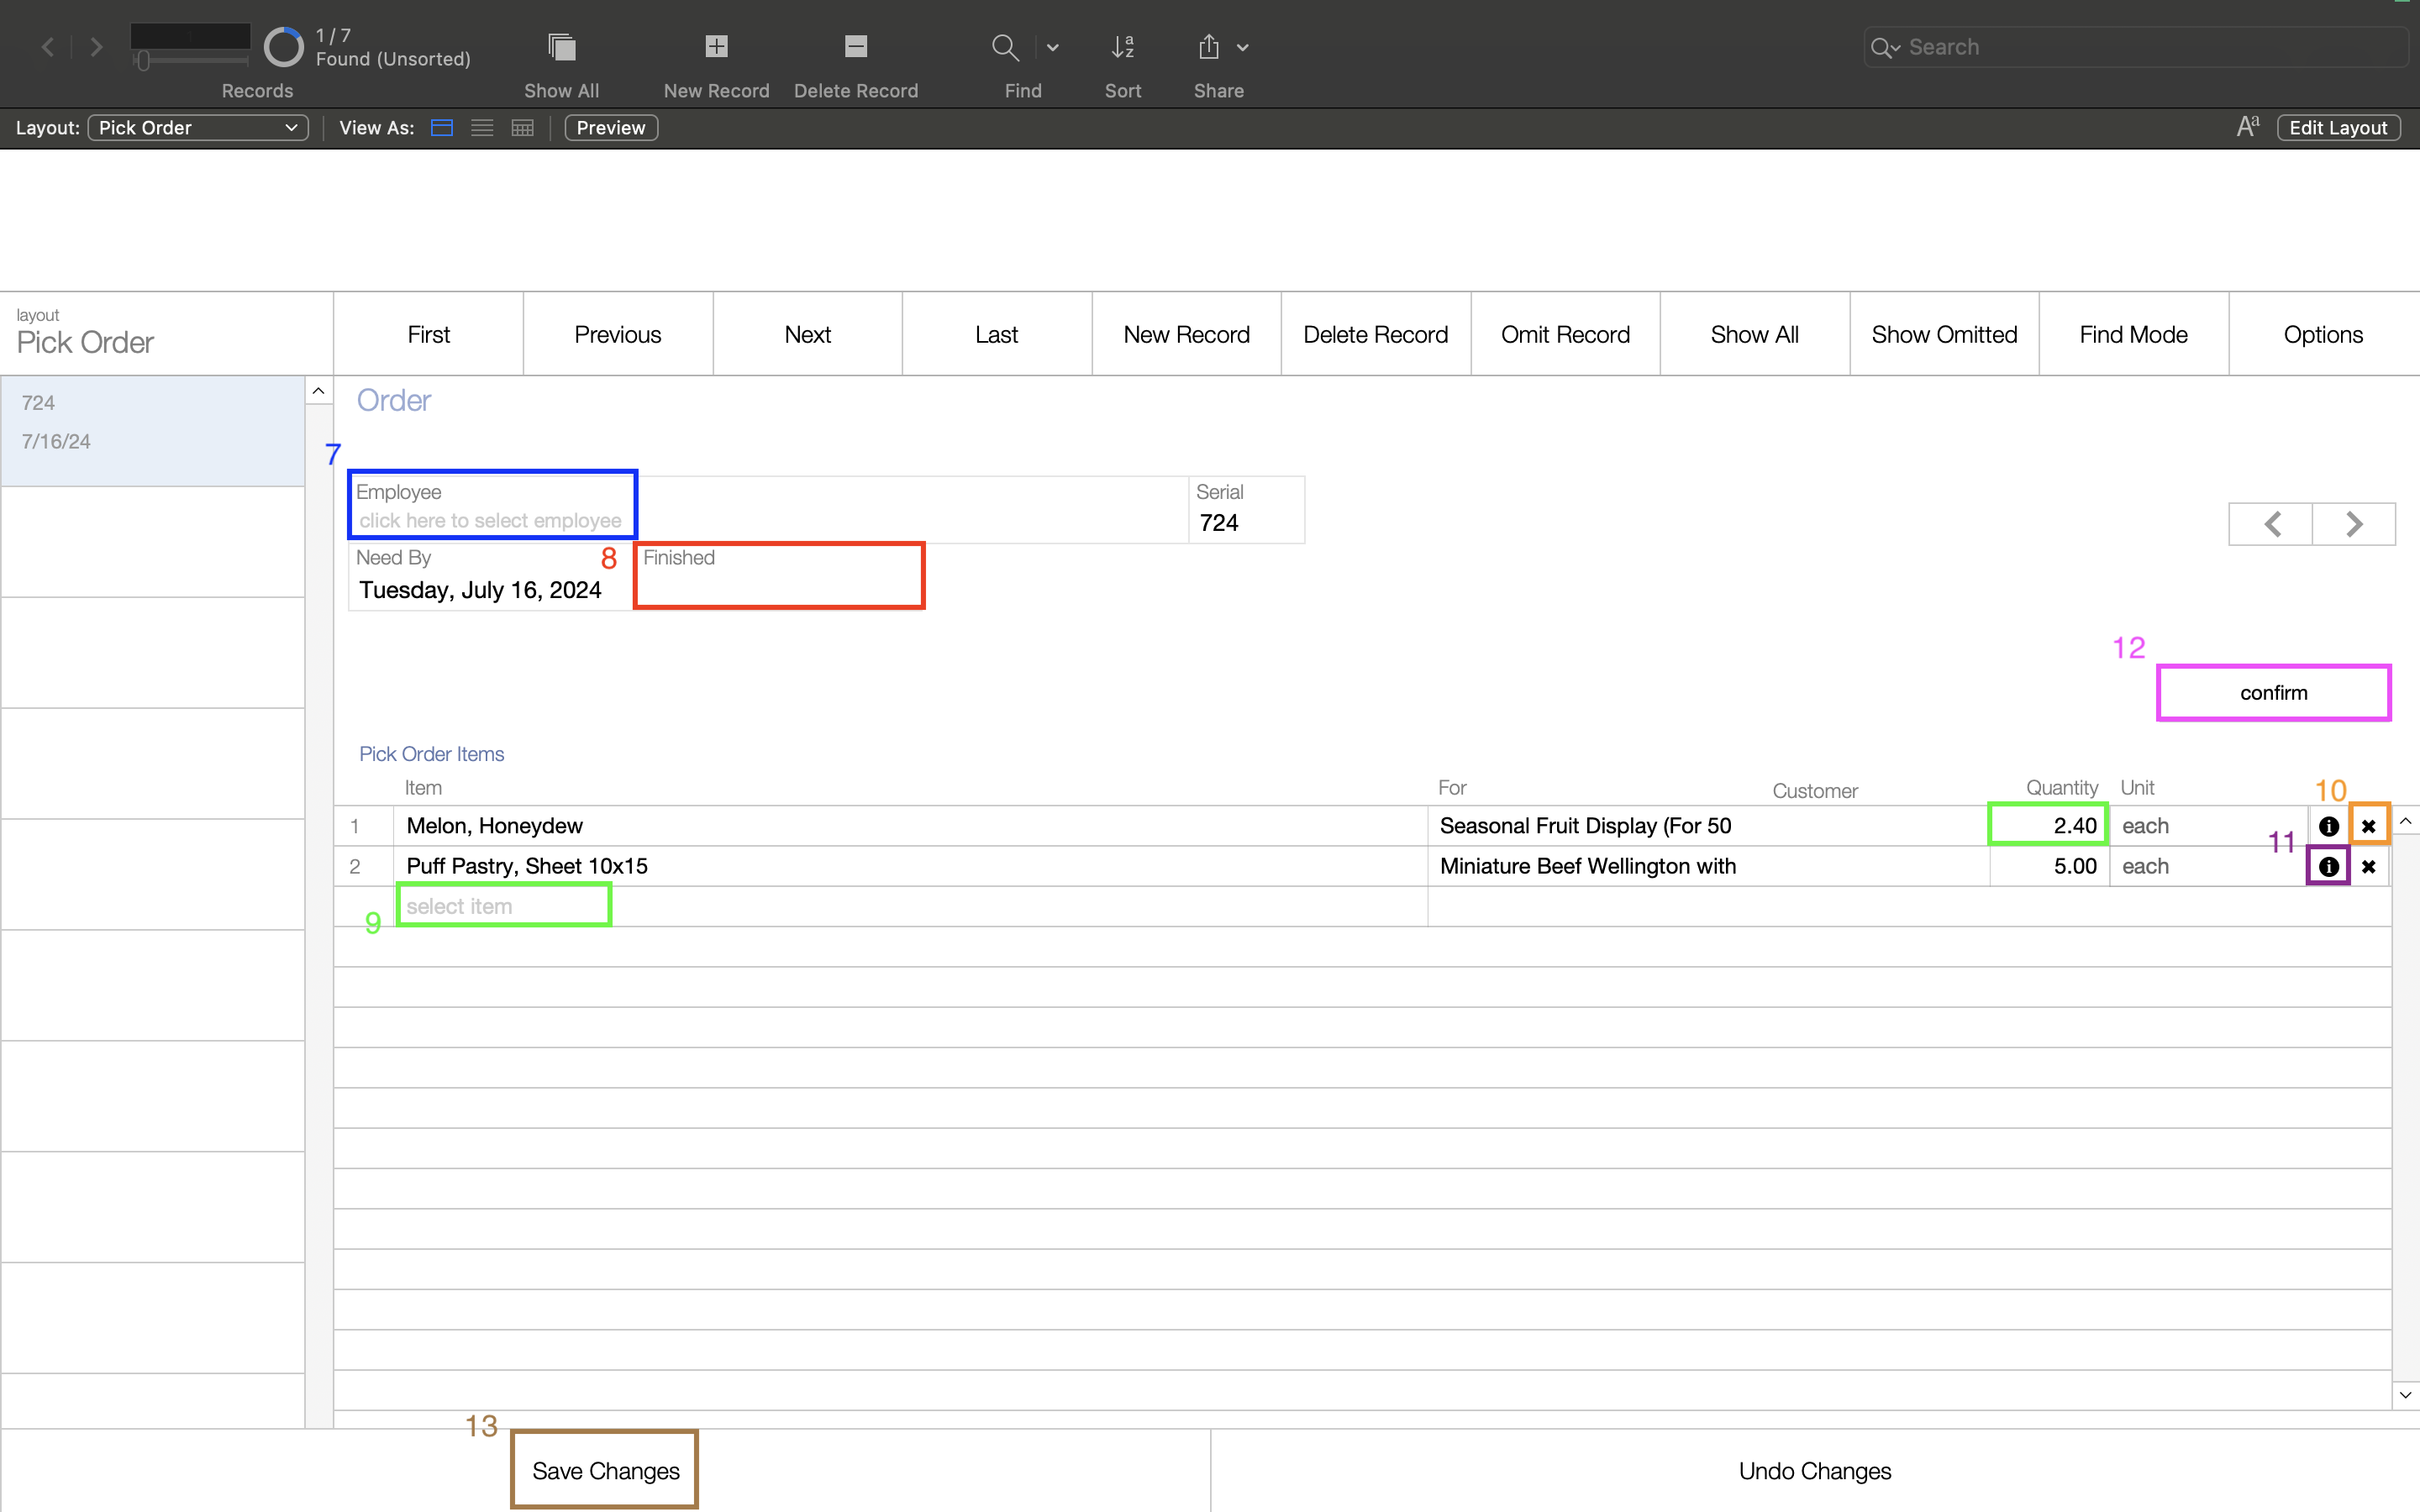 1 / 7
Found (Unsorted)
Records
Show All
New Record
Delete Record
Find
Sort
Share
Search
Layout: Pick Order
View As:
Preview
Aa
Edit Layout
layout
Pick Order
First
Previous
Next
Last
New Record
Delete Record
Omit Record
Show All
Show Omitted
Find Mode
Options
724
7/16/24
Order
7
Employee
click here to select employee
Serial
724
Need By
Tuesday, July 16, 2024
8
Finished
12
confirm
Pick Order Items
Item
For
Customer
Quantity
Unit
10
1 Melon, Honeydew Seasonal Fruit Display (For 50 2.40 each
11
2 Puff Pastry, Sheet 10x15 Miniature Beef Wellington with 5.00 each
9
select item
13
Save Changes
Undo Changes